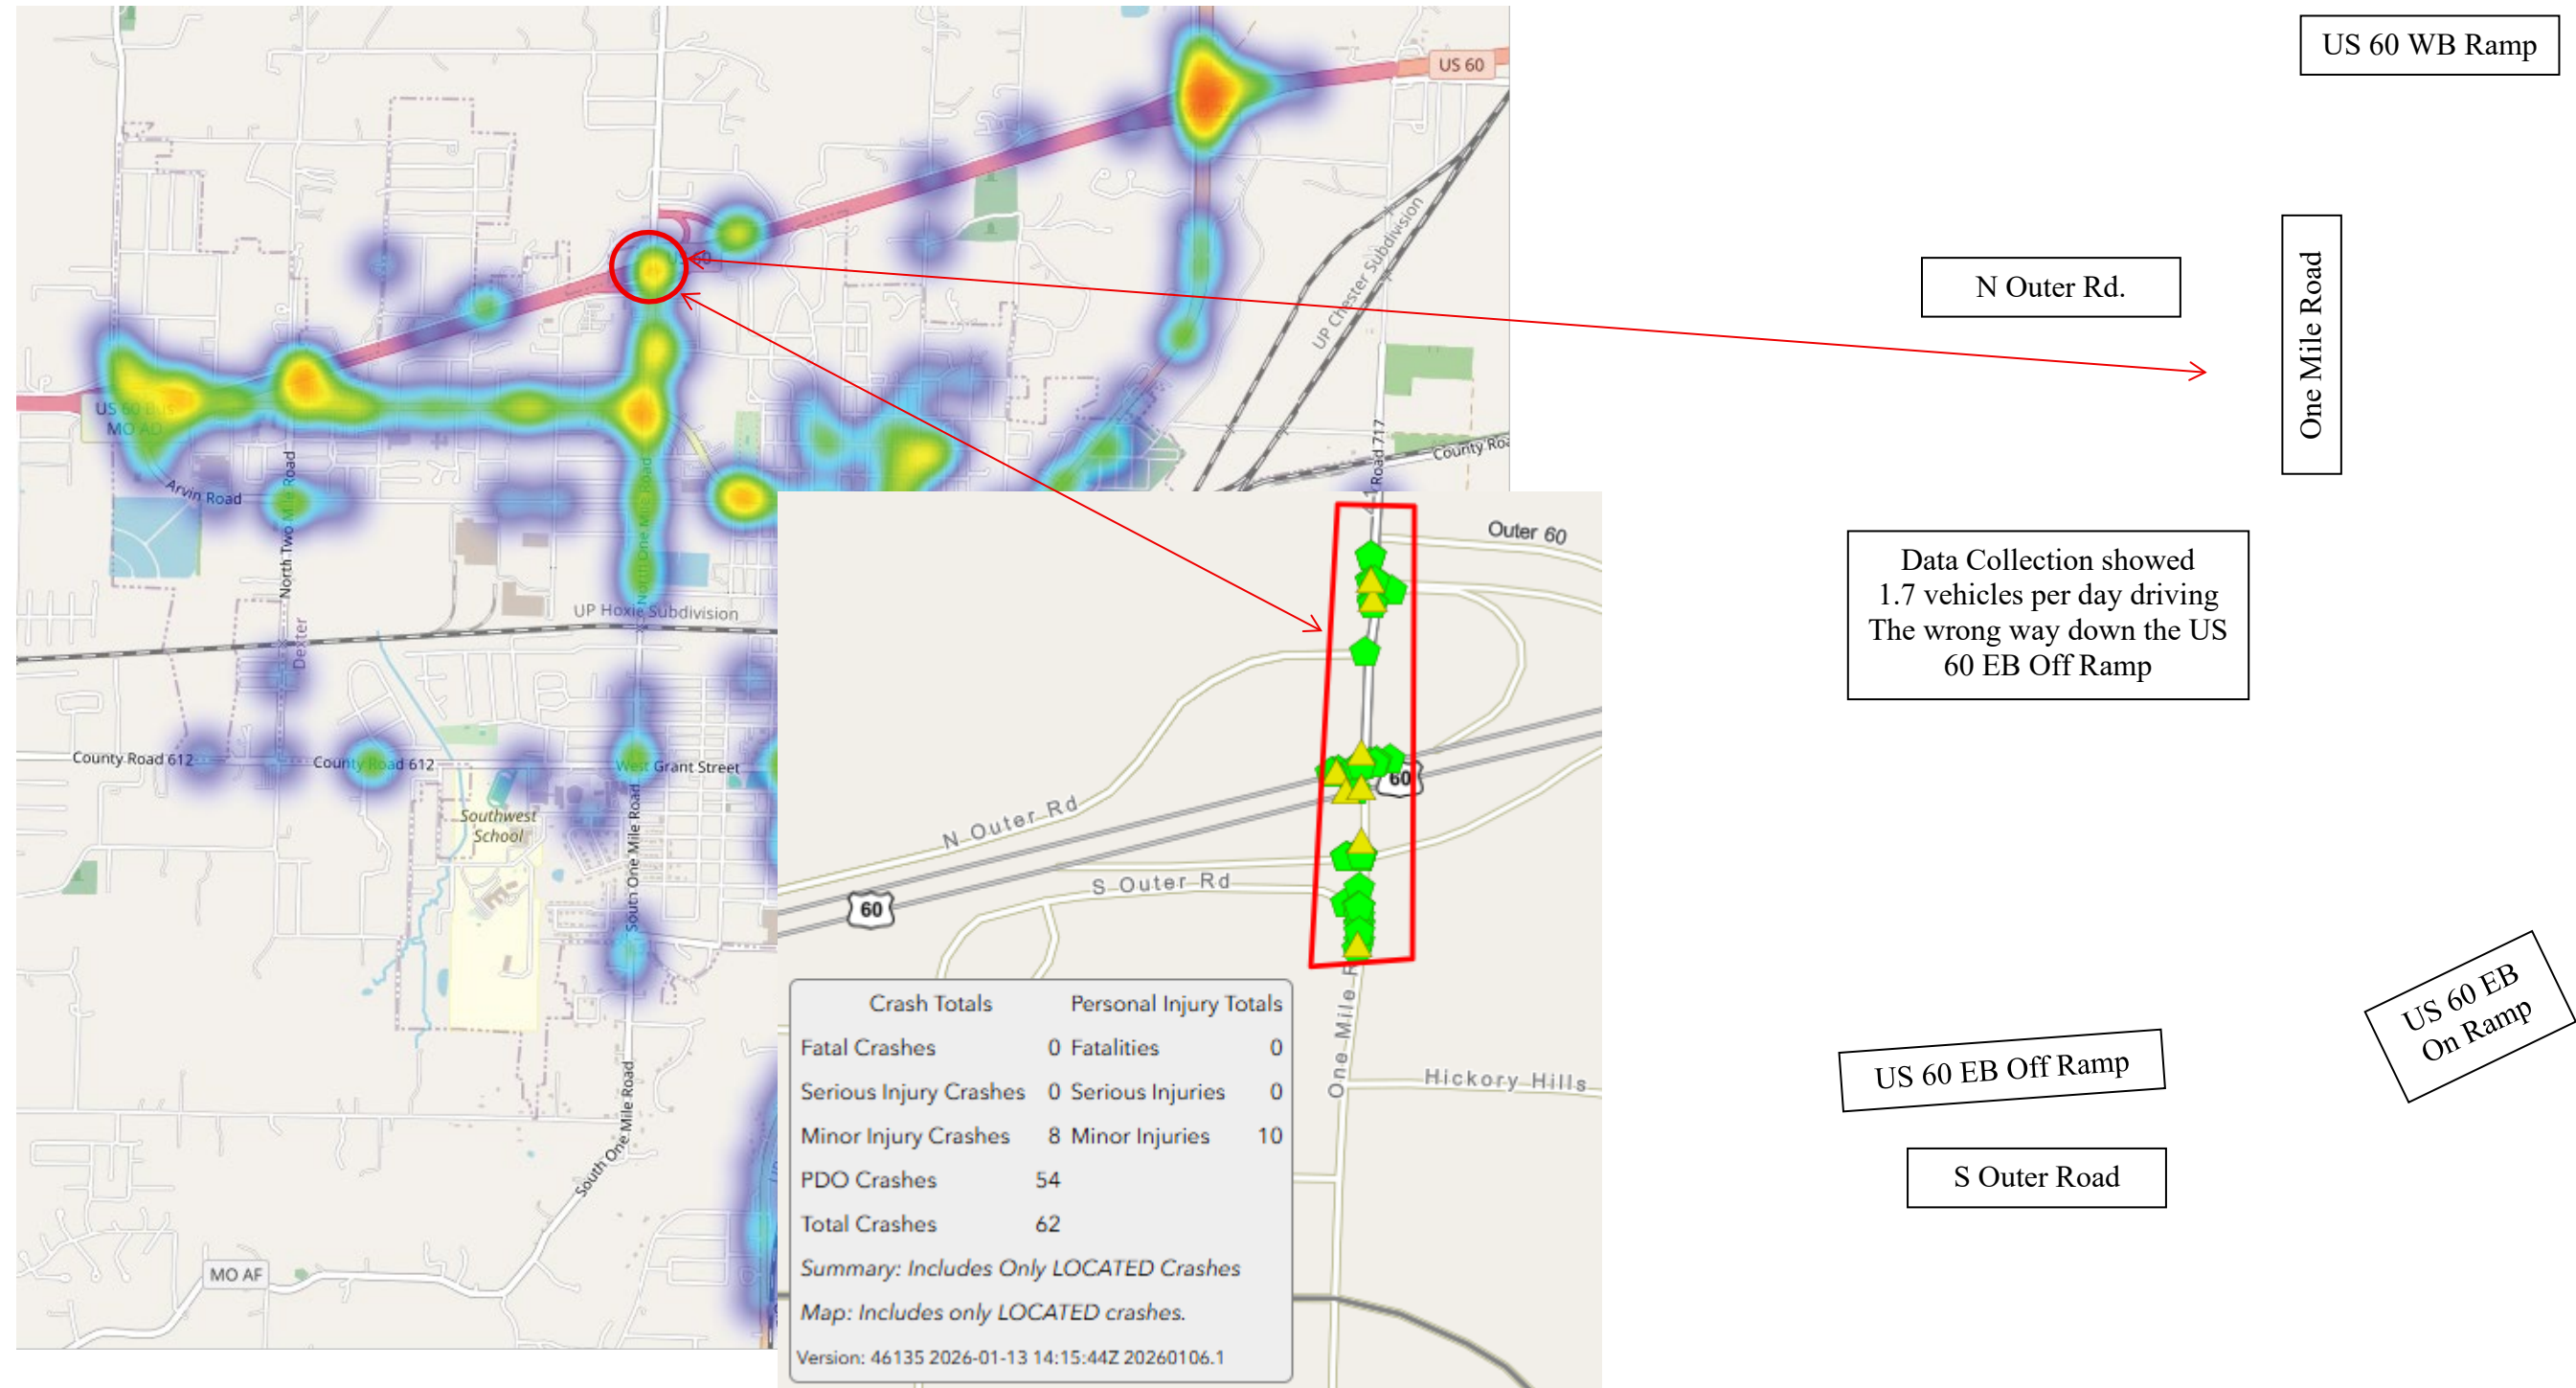 US 60
US 60
US 60 Bus
MO AD
Arvin Road
North Two Mile Road
North One Mile Road
UP Chester Subdivision
Road 717
UP Hoxie Subdivision
Dexter
County Road 612
County Road 612
West Grant Street
Southwest
School
South One Mile Road
South One Mile Road
MO AF
Outer 60
N Outer Rd
60
60
S Outer Rd
One Mile R
Hickory Hills
Crash Totals Personal Injury Totals
Fatal Crashes 0 Fatalities 0
Serious Injury Crashes 0 Serious Injuries 0
Minor Injury Crashes 8 Minor Injuries 10
PDO Crashes 54
Total Crashes 62
Summary: Includes Only LOCATED Crashes
Map: Includes only LOCATED crashes.
Version: 46135 2026-01-13 14:15:44Z 20260106.1
US 60 WB Ramp
N Outer Rd.
One Mile Road
Data Collection showed
1.7 vehicles per day driving
The wrong way down the US
60 EB Off Ramp
US 60 EB
On Ramp
US 60 EB Off Ramp
S Outer Road